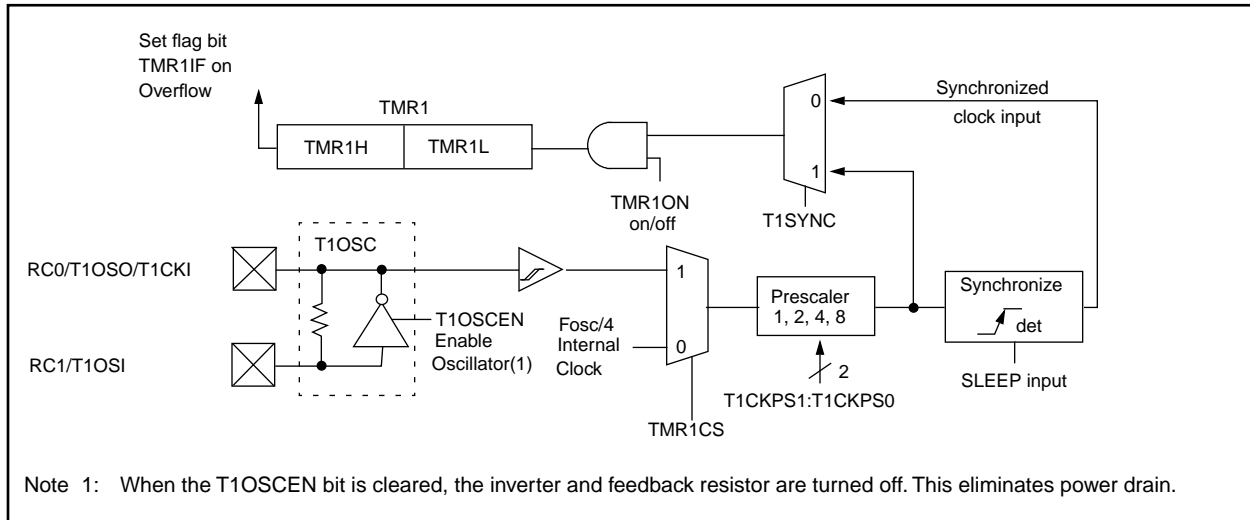 Set flag bit
TMR1IF on
Overflow
TMR1
TMR1H
TMR1L
TMR1ON
on/off
0
1
T1SYNC
Synchronized
clock input
RC0/T1OSO/T1CKI
RC1/T1OSI
T1OSC
T1OSCEN
Enable
Oscillator(1)
Fosc/4
Internal
Clock
1
0
TMR1CS
Prescaler
1, 2, 4, 8
2
T1CKPS1:T1CKPS0
Synchronize
det
SLEEP input
Note 1: When the T1OSCEN bit is cleared, the inverter and feedback resistor are turned off. This eliminates power drain.